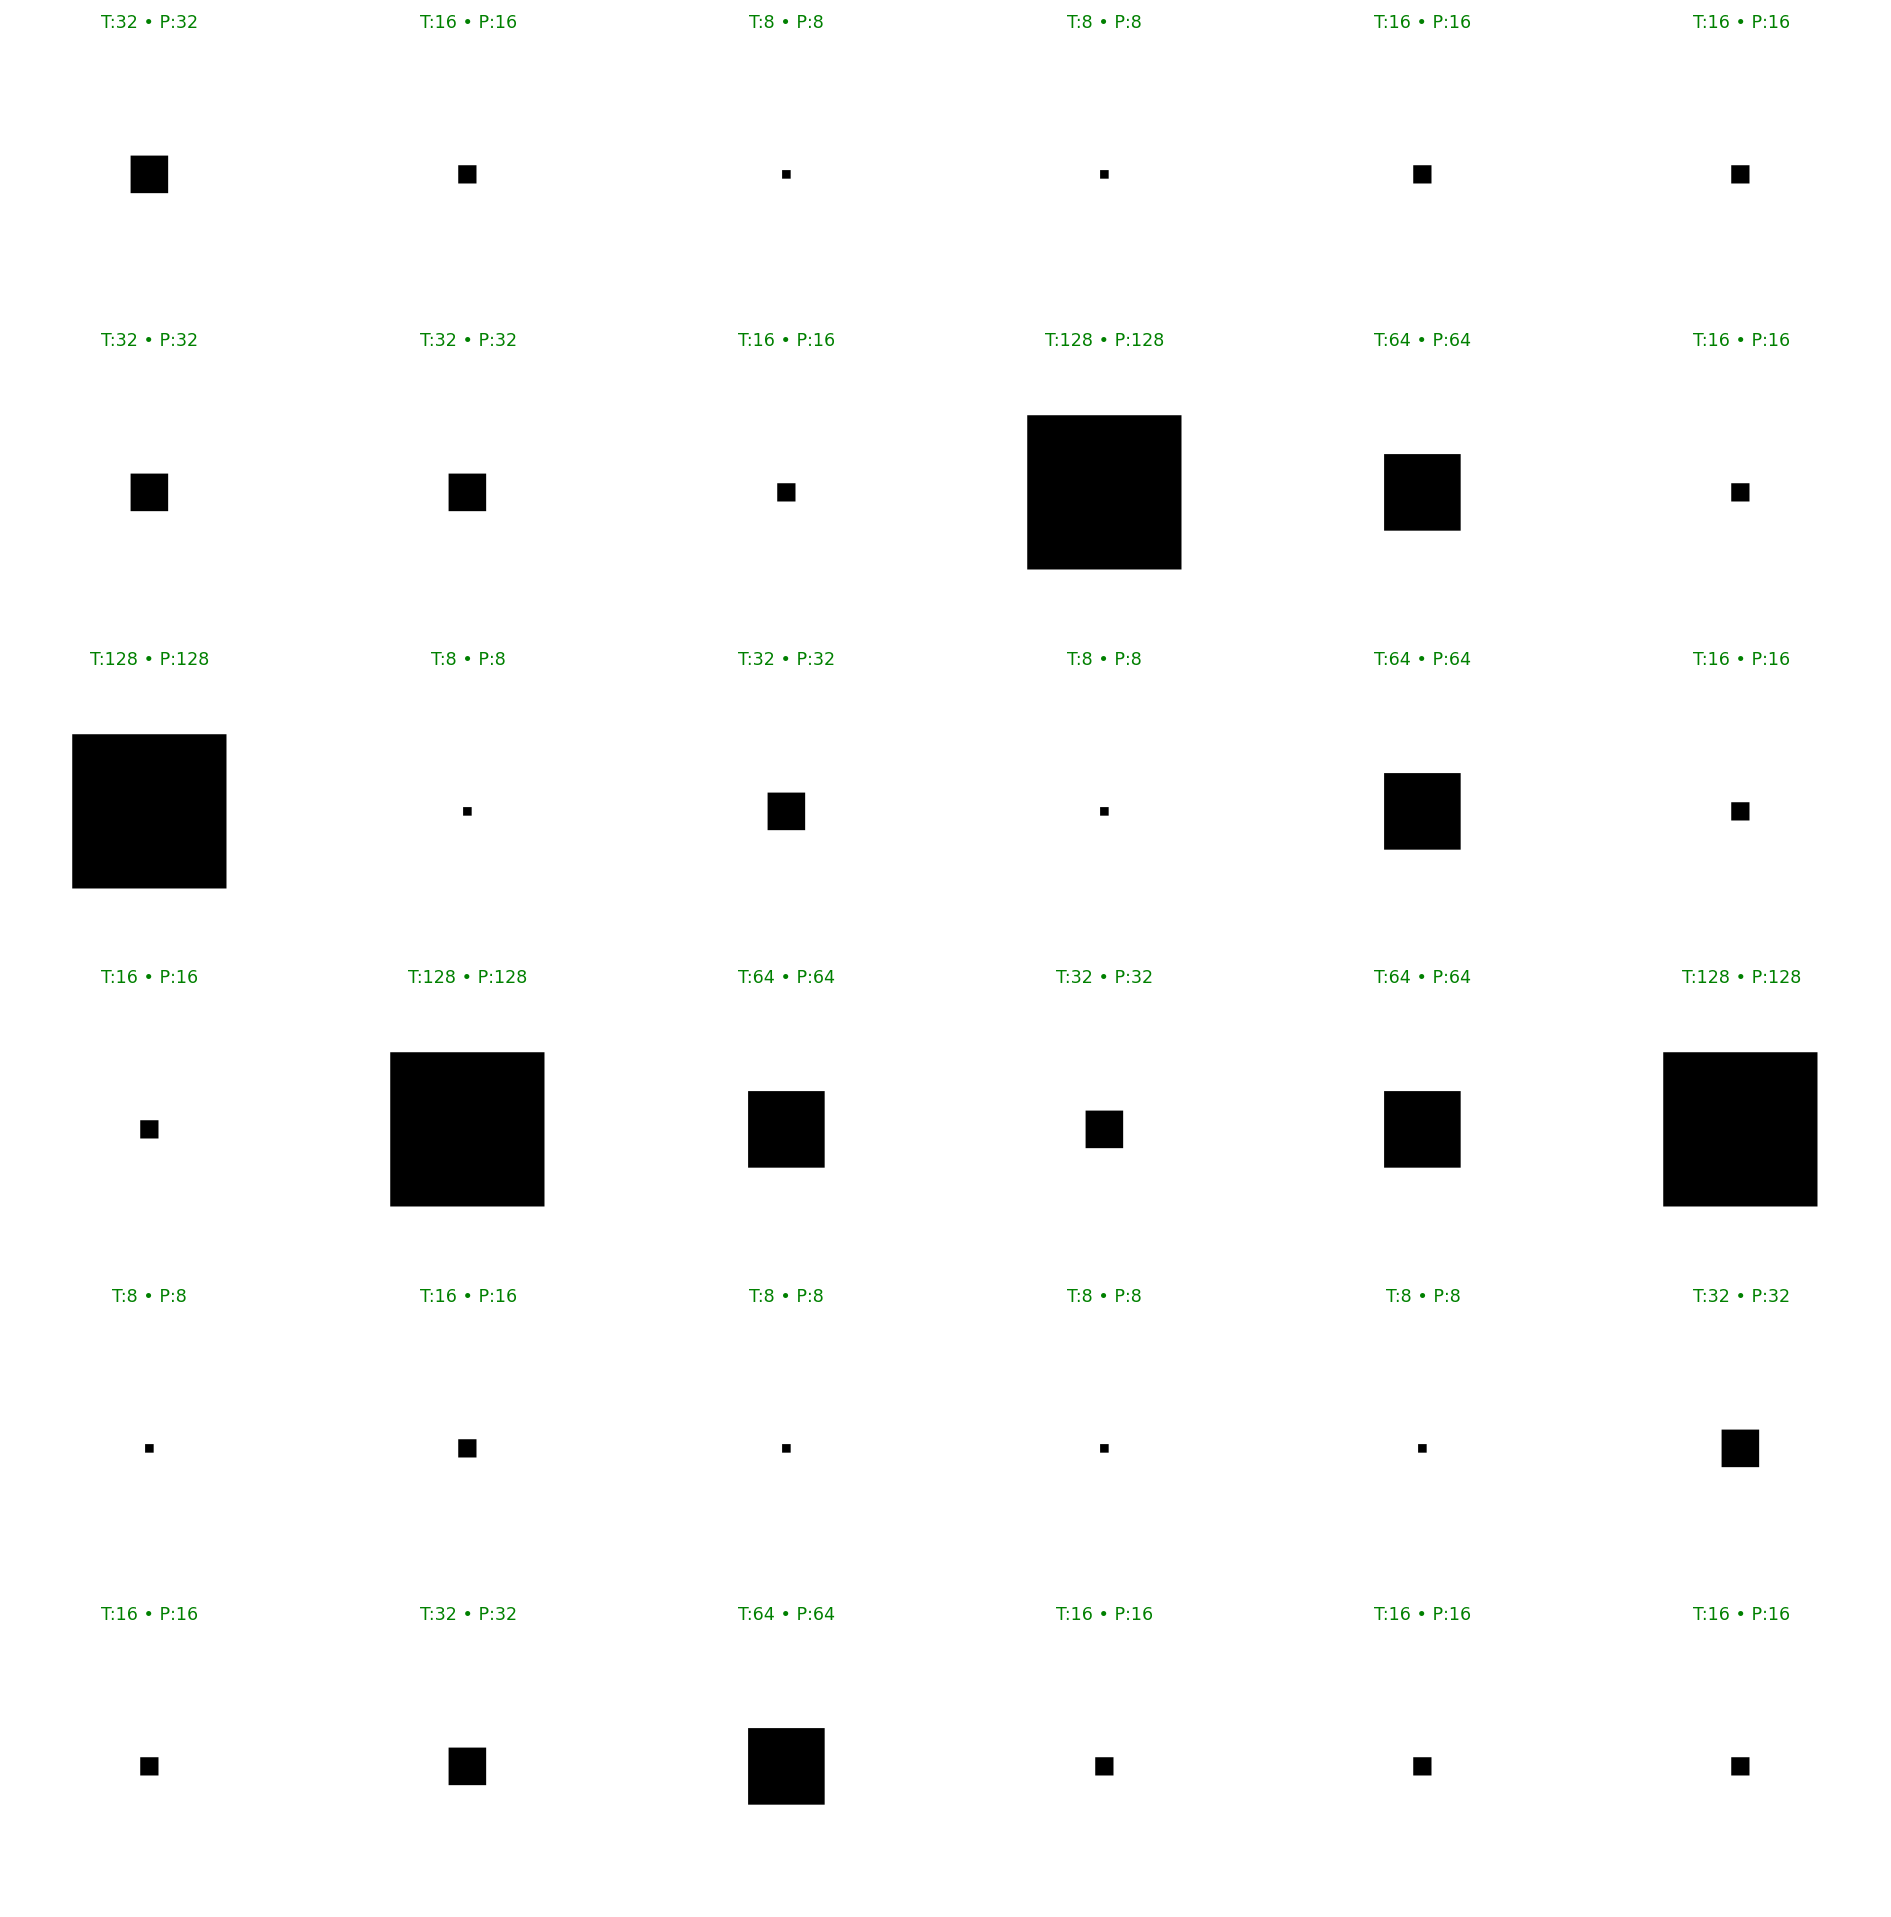 T:32 • P:32 T:16 • P:16 T:8 • P:8 T:8 • P:8 T:16 • P:16 T:16 • P:16
T:32 • P:32 T:32 • P:32 T:16 • P:16 T:128 • P:128 T:64 • P:64 T:16 • P:16
T:128 • P:128 T:8 • P:8 T:32 • P:32 T:8 • P:8 T:64 • P:64 T:16 • P:16
T:16 • P:16 T:128 • P:128 T:64 • P:64 T:32 • P:32 T:64 • P:64 T:128 • P:128
T:8 • P:8 T:16 • P:16 T:8 • P:8 T:8 • P:8 T:8 • P:8 T:32 • P:32
T:16 • P:16 T:32 • P:32 T:64 • P:64 T:16 • P:16 T:16 • P:16 T:16 • P:16